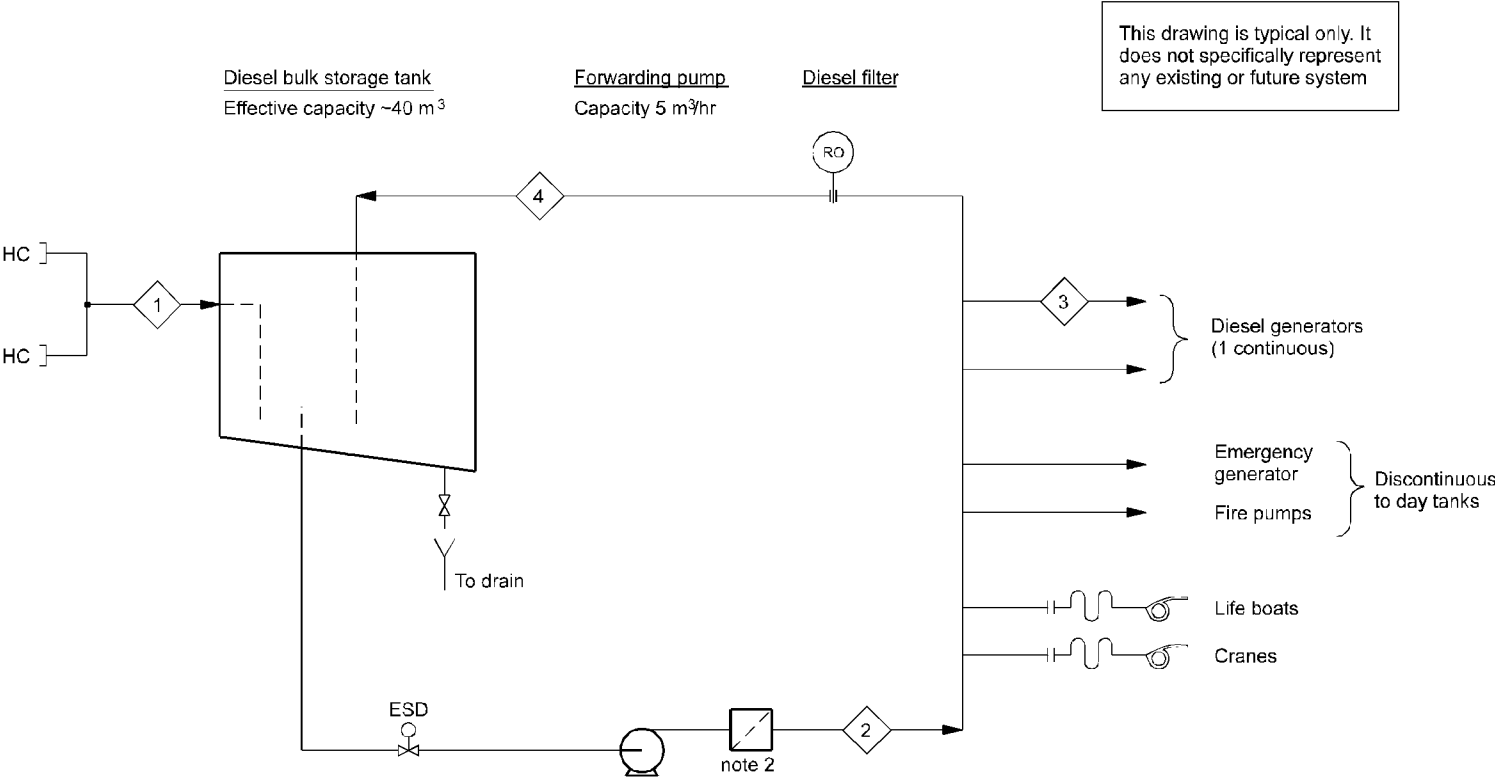 This drawing is typical only. It
does not specifically represent
any existing or future system
Diesel bulk storage tank
Effective capacity ~40 m³
Forwarding pump
Capacity 5 m³/hr
Diesel filter
RO
4
HC
1
HC
3
Diesel generators
(1 continuous)
Emergency
generator
Fire pumps
Discontinuous
to day tanks
To drain
Life boats
Cranes
ESD
2
note 2